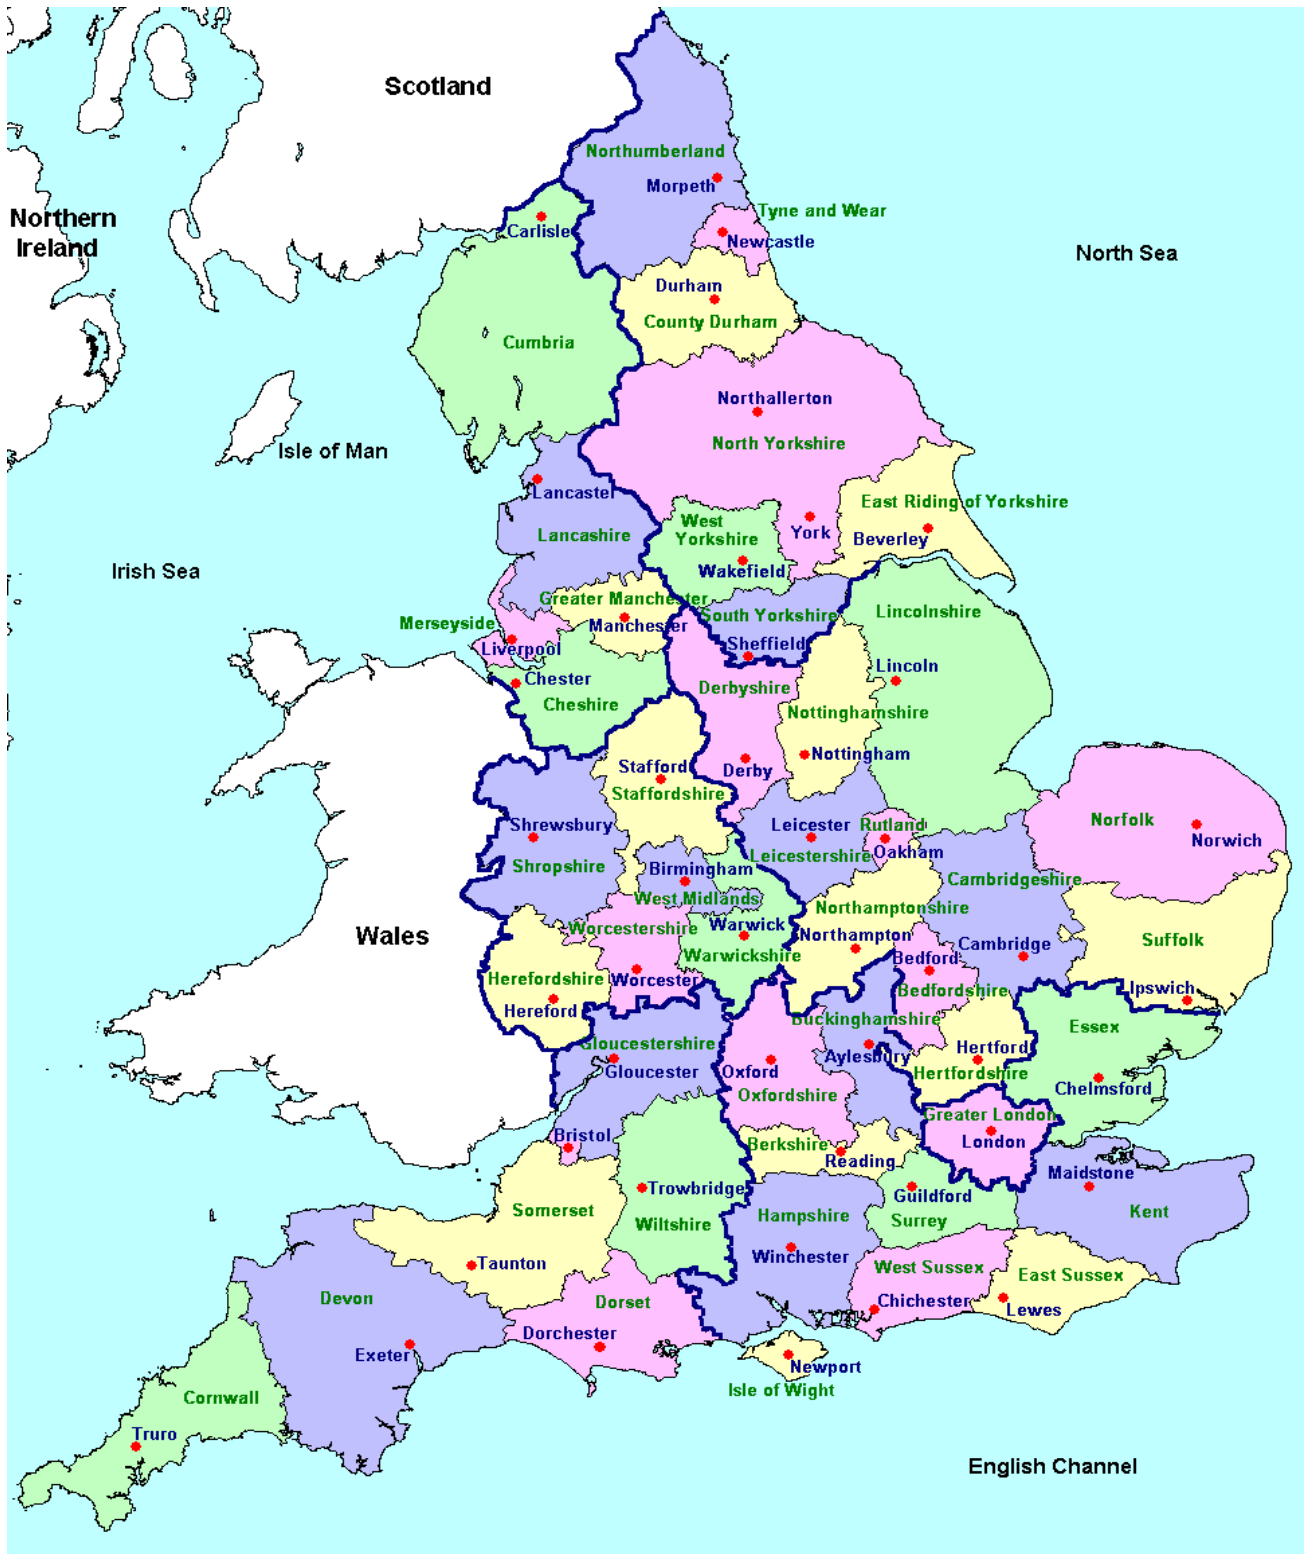 Scotland
Northumberland
Morpeth
Northern
Ireland
Tyne and Wear
Carlisle
Newcastle
North Sea
Durham
County Durham
Cumbria
Northallerton
North Yorkshire
Isle of Man
Lancaster
East Riding of Yorkshire
West
Yorkshire
York
Beverley
Lancashire
Irish Sea
Wakefield
Greater Manchester
South Yorkshire
Lincolnshire
Merseyside
Manchester
Liverpool
Sheffield
Lincoln
Chester
Cheshire
Derbyshire
Nottinghamshire
Nottingham
Stafford
Derby
Staffordshire
Shrewsbury
Leicester
Rutland
Norfolk
Norwich
Shropshire
Birmingham
Leicestershire
Oakham
Cambridgeshire
West Midlands
Northamptonshire
Worcestershire
Warwick
Northampton
Wales
Warwickshire
Cambridge
Suffolk
Bedford
Herefordshire
Worcester
Bedfordshire
Ipswich
Hereford
Buckinghamshire
Essex
Gloucestershire
Hertford
Aylesbury
Gloucester
Oxford
Hertfordshire
Chelmsford
Oxfordshire
Greater London
Bristol
Berkshire
London
Reading
Maidstone
Trowbridge
Guildford
Somerset
Hampshire
Kent
Wiltshire
Surrey
Winchester
Taunton
West Sussex
East Sussex
Devon
Dorset
Chichester
Lewes
Dorchester
Exeter
Newport
Isle of Wight
Cornwall
Truro
English Channel